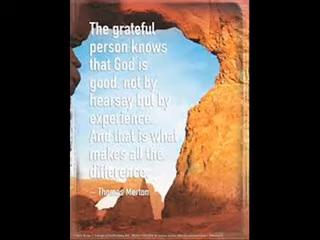 The grateful
person knows
that God is
good, not by
hearsay but by
experience.
And that is what
makes all the
difference.
– Thomas Merton